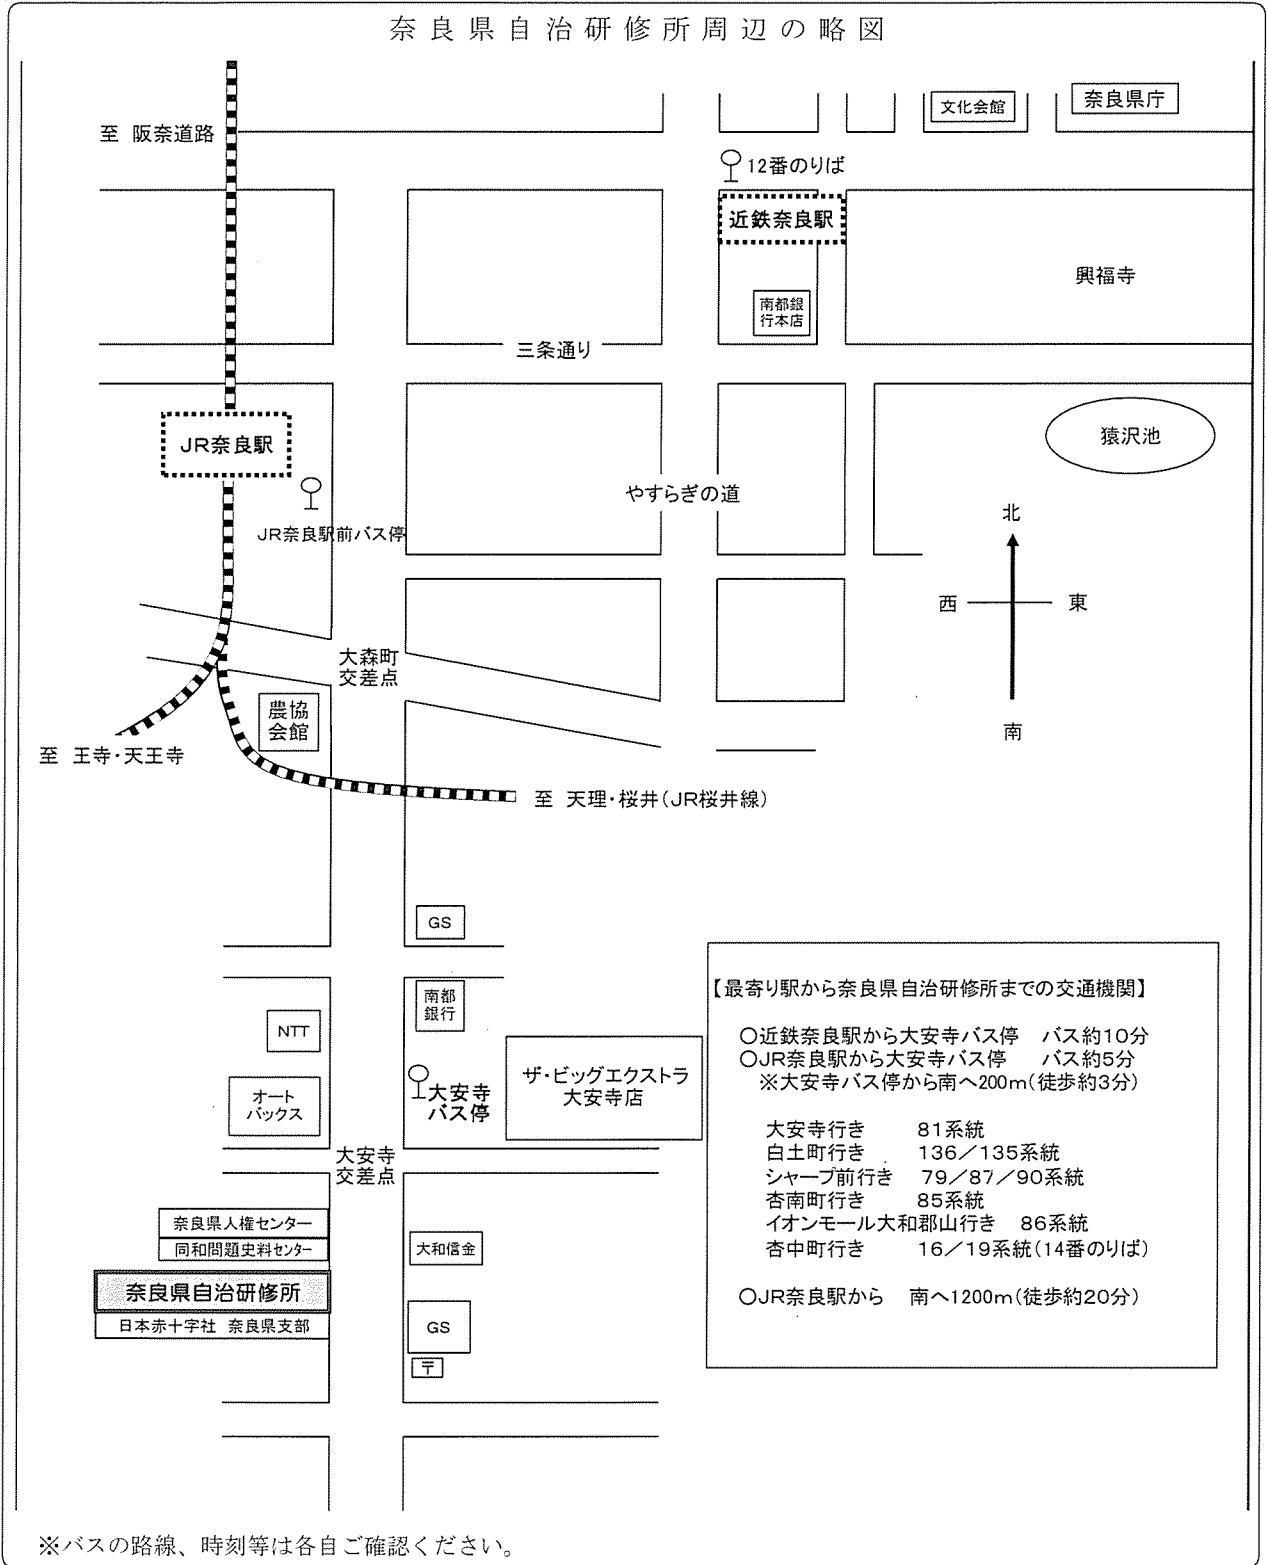 奈良県自治研修所周辺の略図
奈良県庁
文化会館
至 阪奈道路
12番のりば
近鉄奈良駅
興福寺
南都銀
行本店
三条通り
猿沢池
JR奈良駅
やすらぎの道
JR奈良駅前バス停
北
西
東
南
大森町
交差点
農協
会館
至 王寺・天王寺
至 天理・桜井(JR桜井線)
GS
南都
銀行
NTT
オート
バックス
大安寺
バス停
ザ・ビッグエクストラ
大安寺店
大安寺
交差点
奈良県人権センター
同和問題史料センター
奈良県自治研修所
日本赤十字社 奈良県支部
大和信金
GS
〒
【最寄り駅から奈良県自治研修所までの交通機関】
○近鉄奈良駅から大安寺バス停 バス約10分
○JR奈良駅から大安寺バス停 バス約5分
※大安寺バス停から南へ200m(徒歩約3分)
大安寺行き 81系統
白土町行き 136/135系統
シャープ前行き 79/87/90系統
杏南町行き 85系統
イオンモール大和郡山行き 86系統
杏中町行き 16/19系統(14番のりば)
○JR奈良駅から 南へ1200m(徒歩約20分)
※バスの路線、時刻等は各自ご確認ください。